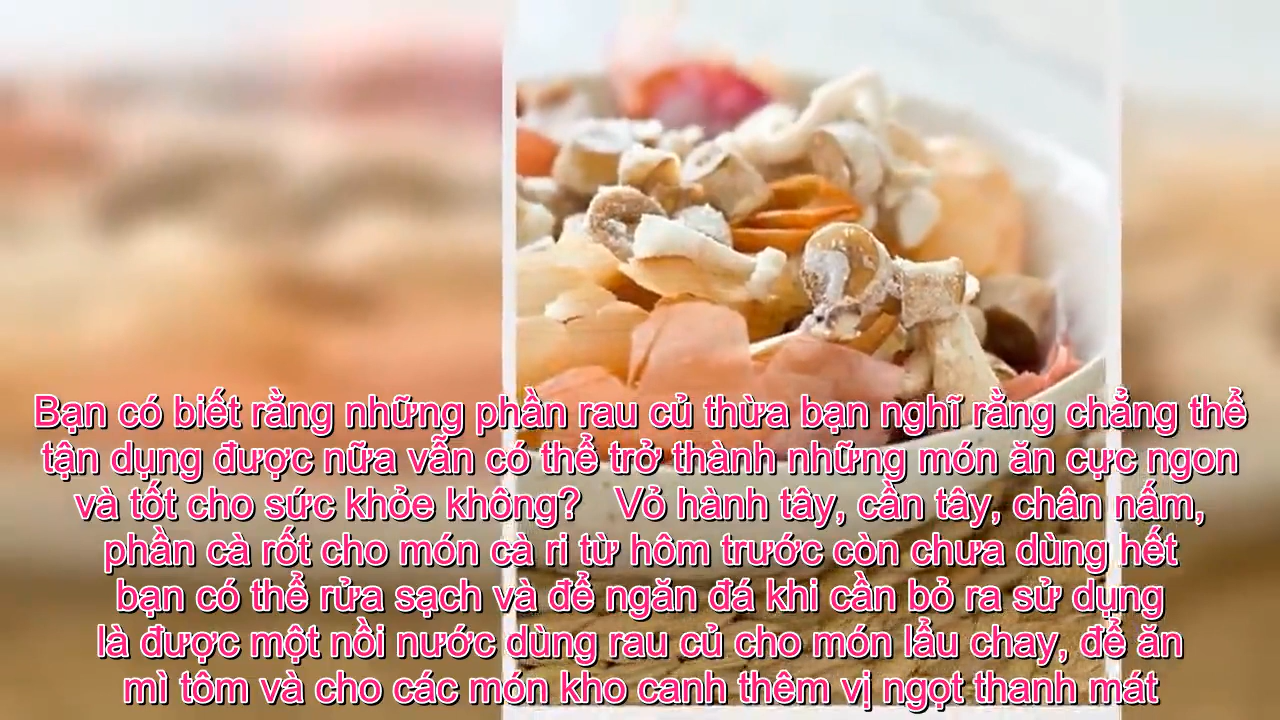 Bạn có biết rằng những phần rau củ thừa bạn nghĩ rằng chẳng thể
tận dụng được nữa vẫn có thể trở thành những món ăn cực ngon
và tốt cho sức khỏe không? Vỏ hành tây, cần tây, chân nấm,
phần cà rốt cho món cà ri từ hôm trước còn chưa dùng hết
bạn có thể rửa sạch và để ngăn đá khi cần bỏ ra sử dụng
là được một nồi nước dùng rau củ cho món lẩu chay, để ăn
mì tôm và cho các món kho canh thêm vị ngọt thanh mát